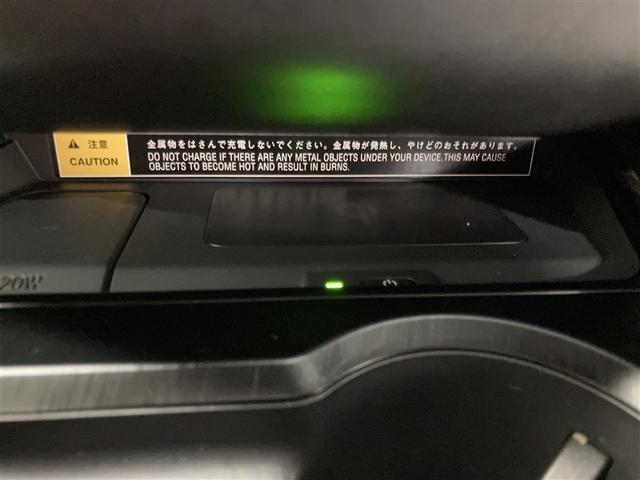 注意
CAUTION
金属物をはさんで充電しないでください。金属物が発熱し、やけどのおそれがあります。
DO NOT CHARGE IF THERE ARE ANY METAL OBJECTS UNDER YOUR DEVICE.THIS MAY CAUSE
OBJECTS TO BECOME HOT AND RESULT IN BURNS.
20W